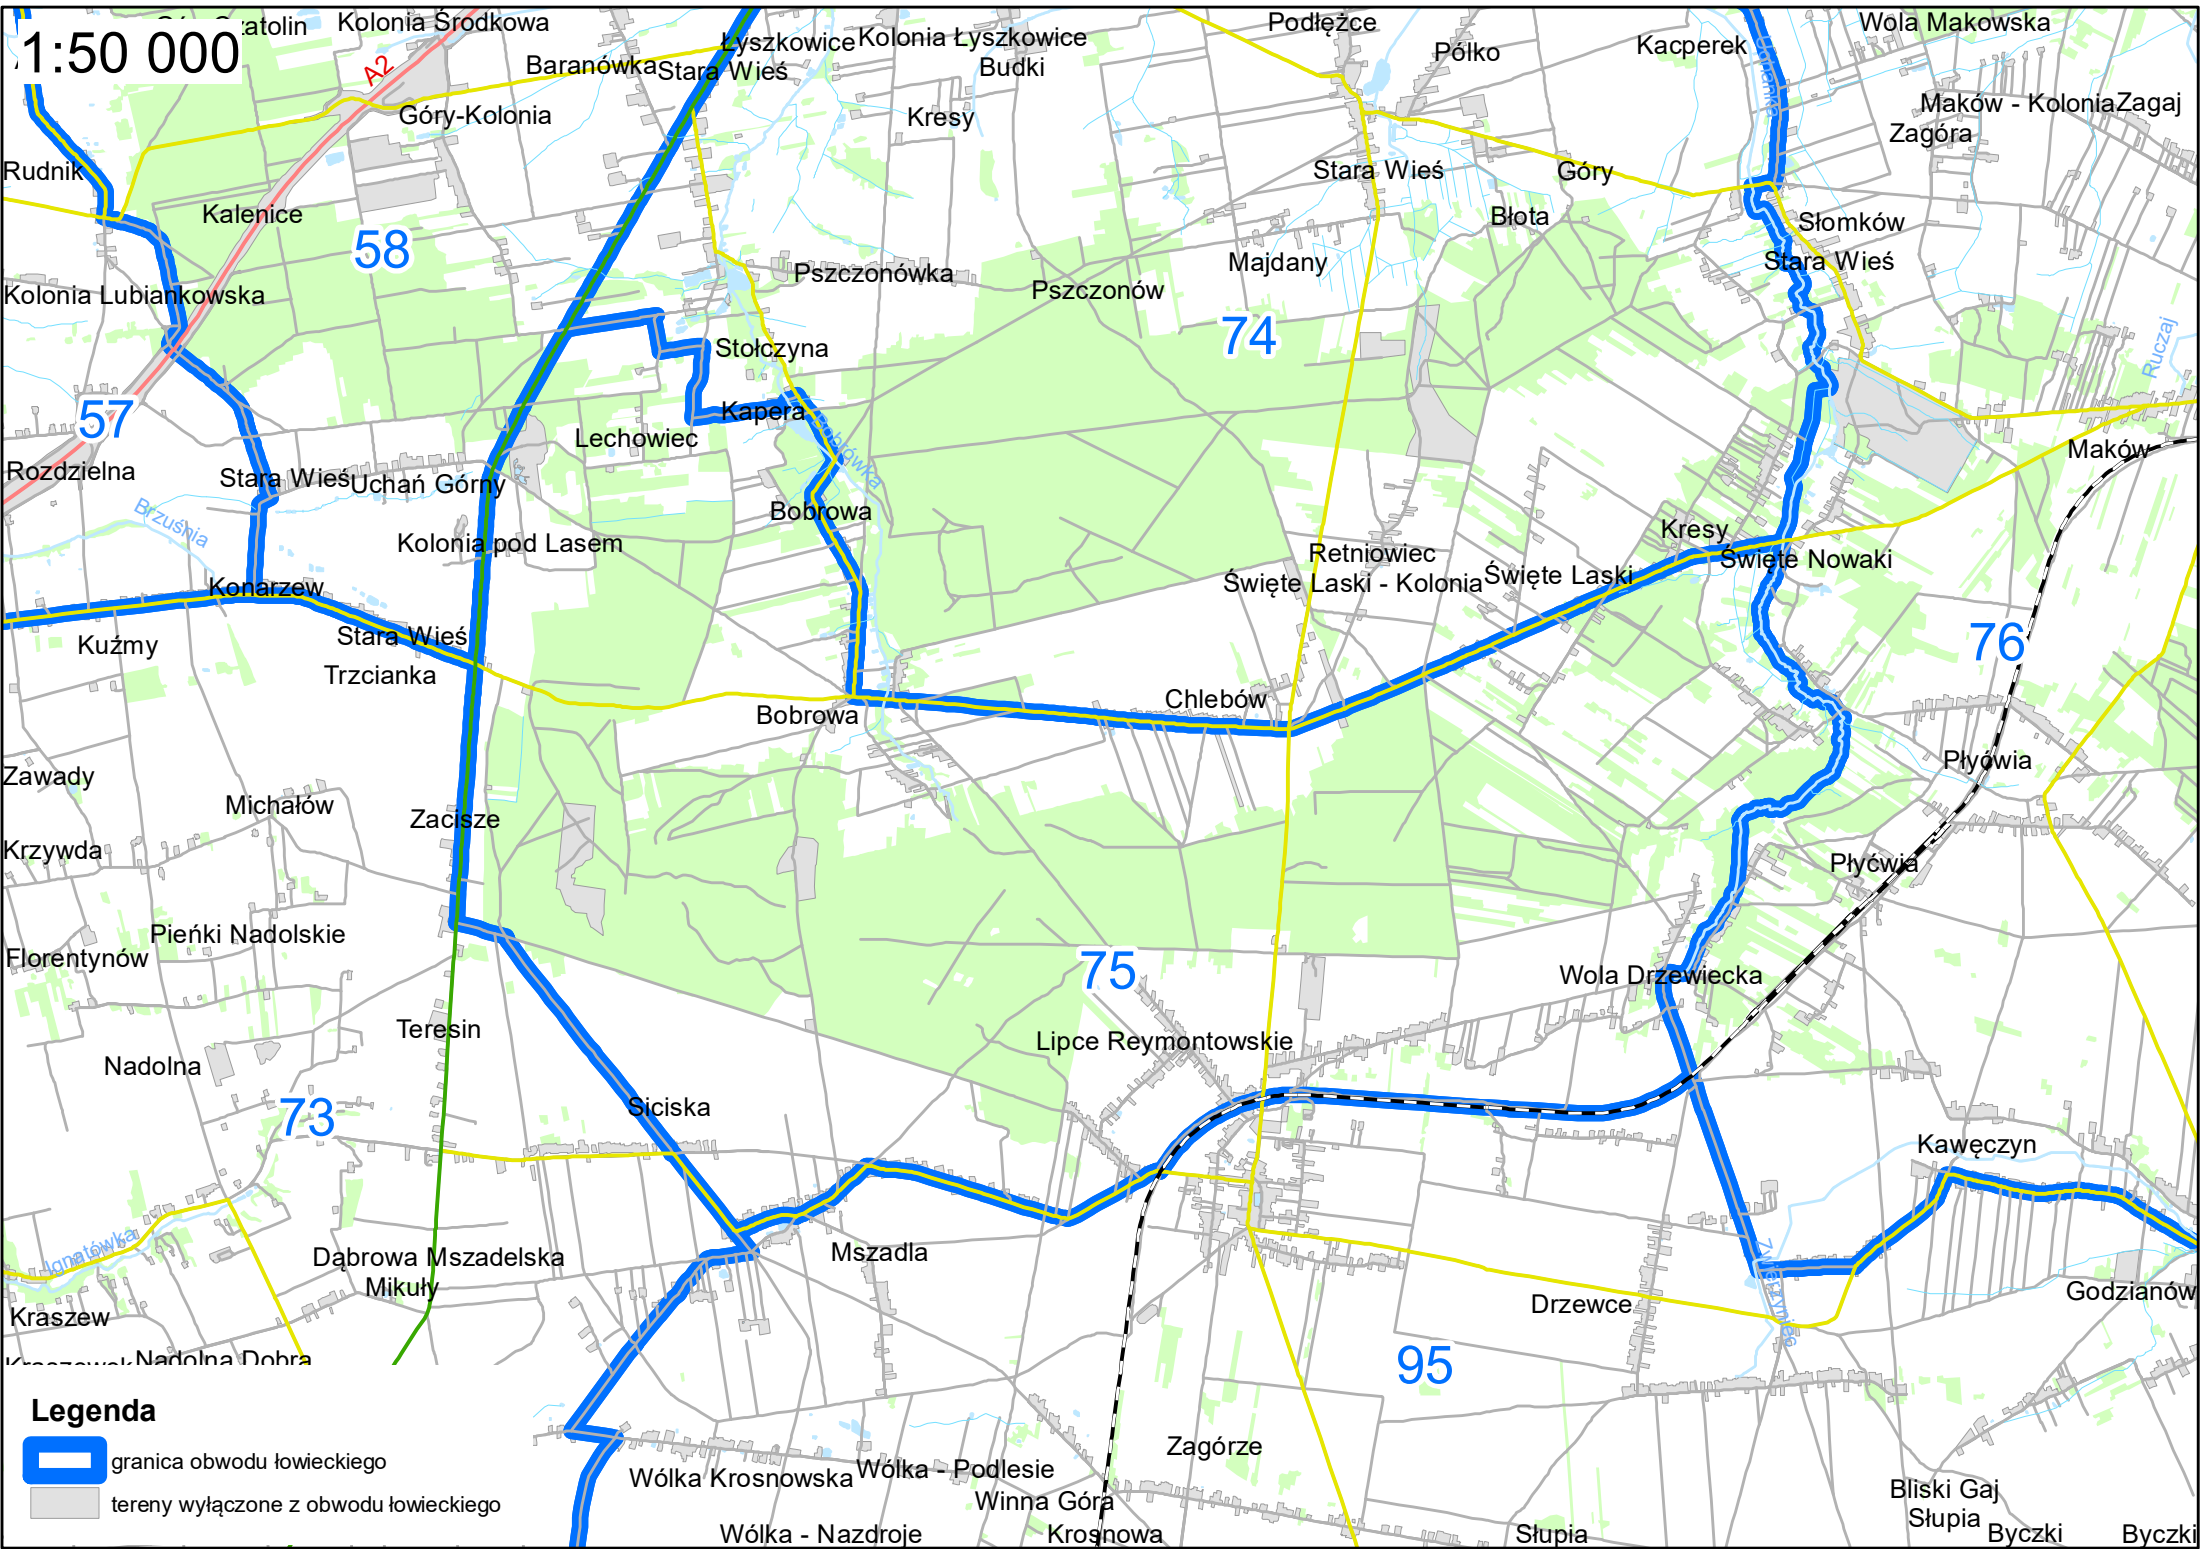 1:50 000
Kolonia Środkowa
A2
Góry-Kolonia
Baranówka
Łyszkowice
Stara Wieś
Kolonia Łyszkowice
Budki
Kresy
Podłężce
Pólko
Kacperek
Wola Makowska
Maków - Kolonia
Zagaj
Zagóra
Rudnik
Kalenice
58
Stara Wieś
Góry
Błota
Słomków
Stara Wieś
Majdany
Pszczonówka
Pszczonów
Kolonia Lubiankowska
74
Stołczyna
Ruczaj
57
Kapera
Lechowiec
Bobrówka
Maków
Rozdzielna
Stara Wieś
Uchań Górny
Brzuśnia
Bobrowa
Kolonia pod Lasem
Kresy
Retniowiec
Święte Laski - Kolonia
Święte Laski
Święte Nowaki
Konarzew
Stara Wieś
Kuźmy
Trzcianka
76
Chlebów
Bobrowa
Płyćwia
Zawady
Michałów
Zacisze
Krzywda
Płyćwia
Pieńki Nadolskie
Florentynów
75
Wola Drzewiecka
Teresin
Lipce Reymontowskie
Nadolna
73
Siciska
Kawęczyn
Ignatówka
Dąbrowa Mszadelska
Mikuły
Mszadla
Zwierzyniec
Godzianów
Kraszew
Drzewce
Nadolna Dobra
95
Legenda
granica obwodu łowieckiego
tereny wyłączone z obwodu łowieckiego
Zagórze
Wólka Krosnowska
Wólka - Podlesie
Winna Góra
Bliski Gaj
Słupia
Wólka - Nazdroje
Krosnowa
Słupia
Byczki
Byczki